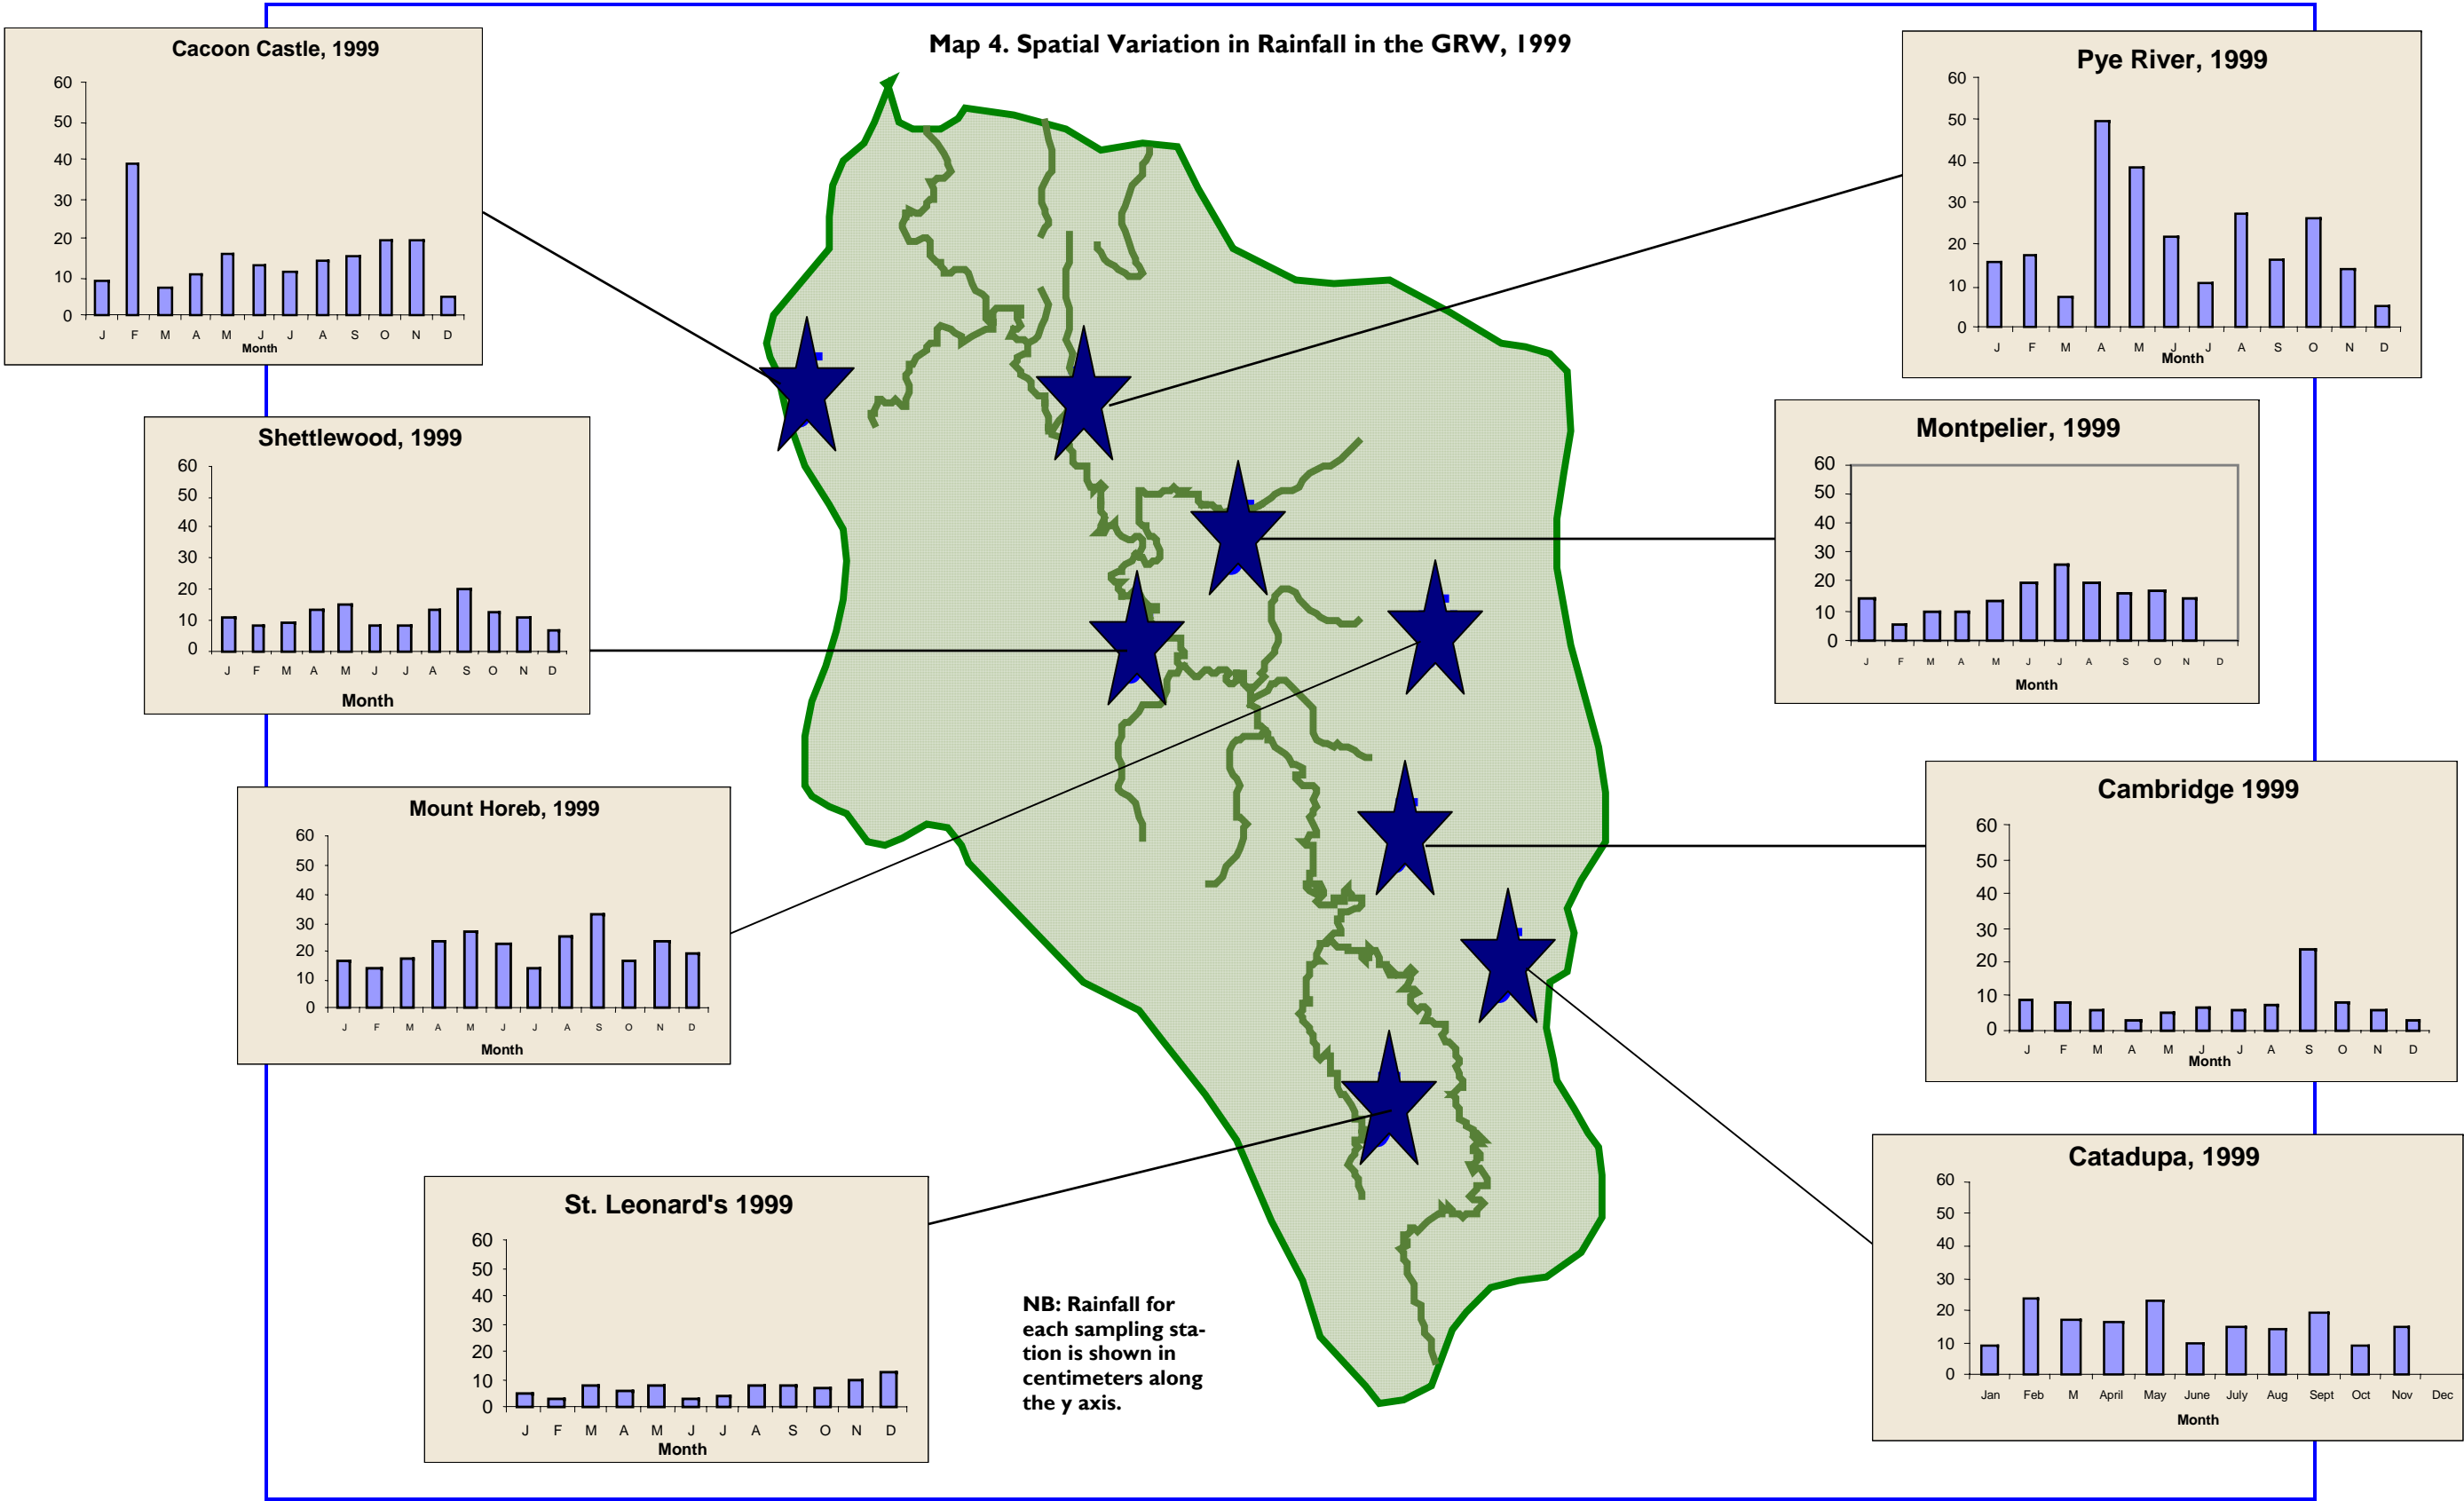 Map 4. Spatial Variation in Rainfall in the GRW, 1999
Cacoon Castle, 1999
60
50
40
30
20
10
0
J F M A M J J A S O N D
Month
Pye River, 1999
60
50
40
30
20
10
0
J F M A M J J A S O N D
Month
Shettlewood, 1999
60
50
40
30
20
10
0
J F M A M J J A S O N D
Month
Montpelier, 1999
60
50
40
30
20
10
0
J F M A M J J A S O N D
Month
Mount Horeb, 1999
60
50
40
30
20
10
0
J F M A M J J A S O N D
Month
Cambridge 1999
60
50
40
30
20
10
0
J F M A M J J A S O N D
Month
St. Leonard's 1999
60
50
40
30
20
10
0
J F M A M J J A S O N D
Month
Catadupa, 1999
60
50
40
30
20
10
0
Jan Feb M April May June July Aug Sept Oct Nov Dec
Month
NB: Rainfall for
each sampling sta-
tion is shown in
centimeters along
the y axis.